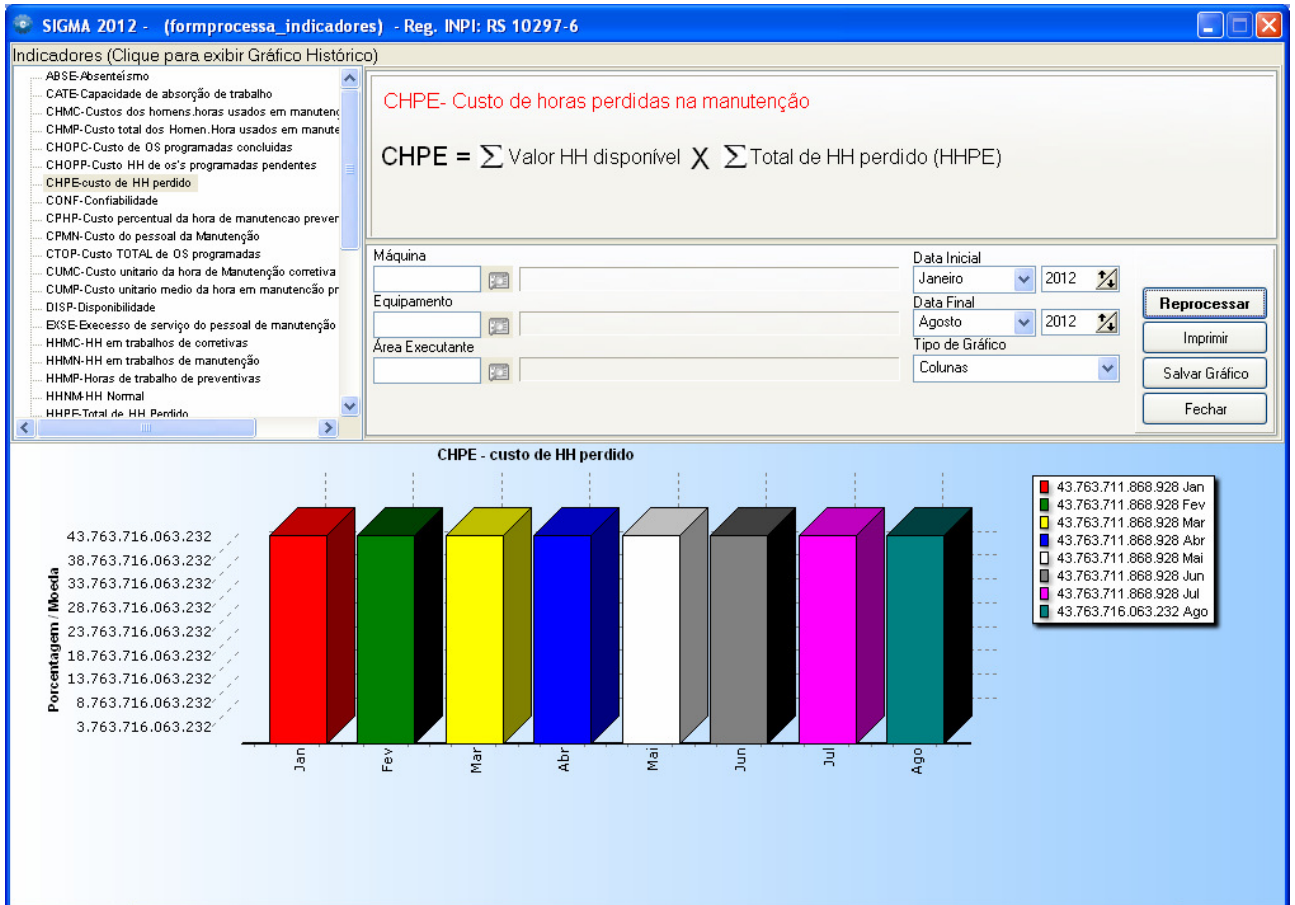 SIGMA 2012 - (formprocessa_indicadores) - Reg. INPI: RS 10297-6
Indicadores (Clique para exibir Gráfico Histórico)
ABSE-Absenteísmo
CATE-Capacidade de absorção de trabalho
CHMC-Custos dos homens.horas usados em manutenç
CHMP-Custo total dos Homen.Hora usados em manute
CHOPC-Custo de OS programadas concluidas
CHOPP-Custo HH de os's programadas pendentes
CHPE-custo de HH perdido
CONF-Confiabilidade
CPHP-Custo percentual da hora de manutencao prever
CPMN-Custo do pessoal da Manutenção
CTOP-Custo TOTAL de OS programadas
CUMC-Custo unitario da hora de Manutenção corretiva
CUMP-Custo unitario medio da hora em manutencão pr
DISP-Disponibilidade
EXSE-Execesso de serviço do pessoal de manutenção
HHMC-HH em trabalhos de corretivas
HHMN-HH em trabalhos de manutenção
HHMP-Horas de trabalho de preventivas
HHNM-HH Normal
HHPE-Total de HH Perdido
CHPE- Custo de horas perdidas na manutenção
CHPE = ∑ Valor HH disponível X ∑ Total de HH perdido (HHPE)
Máquina
Equipamento
Área Executante
Data Inicial
Janeiro 2012
Data Final
Agosto 2012
Tipo de Gráfico
Colunas
Reprocessar
Imprimir
Salvar Gráfico
Fechar
CHPE - custo de HH perdido
Porcentagem / Moeda
43.763.716.063.232
38.763.716.063.232
33.763.716.063.232
28.763.716.063.232
23.763.716.063.232
18.763.716.063.232
13.763.716.063.232
8.763.716.063.232
3.763.716.063.232
Jan
Fev
Mar
Abr
Mai
Jun
Jul
Ago
43.763.711.868.928 Jan
43.763.711.868.928 Fev
43.763.711.868.928 Mar
43.763.711.868.928 Abr
43.763.711.868.928 Mai
43.763.711.868.928 Jun
43.763.711.868.928 Jul
43.763.716.063.232 Ago